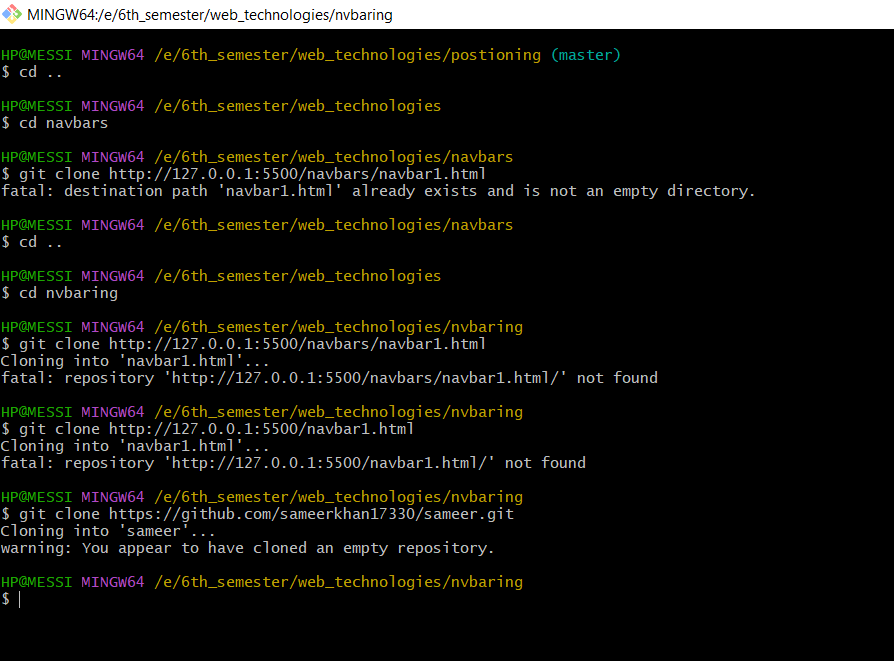 MINGW64:/e/6th_semester/web_technologies/nvbaring
HP@MESSI MINGW64 /e/6th_semester/web_technologies/postioning (master)
$ cd ..
HP@MESSI MINGW64 /e/6th_semester/web_technologies
$ cd navbars
HP@MESSI MINGW64 /e/6th_semester/web_technologies/navbars
$ git clone http://127.0.0.1:5500/navbars/navbar1.html
fatal: destination path 'navbar1.html' already exists and is not an empty directory.
HP@MESSI MINGW64 /e/6th_semester/web_technologies/navbars
$ cd ..
HP@MESSI MINGW64 /e/6th_semester/web_technologies
$ cd nvbaring
HP@MESSI MINGW64 /e/6th_semester/web_technologies/nvbaring
$ git clone http://127.0.0.1:5500/navbars/navbar1.html
Cloning into 'navbar1.html'...
fatal: repository 'http://127.0.0.1:5500/navbars/navbar1.html/' not found
HP@MESSI MINGW64 /e/6th_semester/web_technologies/nvbaring
$ git clone http://127.0.0.1:5500/navbar1.html
Cloning into 'navbar1.html'...
fatal: repository 'http://127.0.0.1:5500/navbar1.html/' not found
HP@MESSI MINGW64 /e/6th_semester/web_technologies/nvbaring
$ git clone https://github.com/sameerkhan17330/sameer.git
Cloning into 'sameer'...
warning: You appear to have cloned an empty repository.
HP@MESSI MINGW64 /e/6th_semester/web_technologies/nvbaring
$